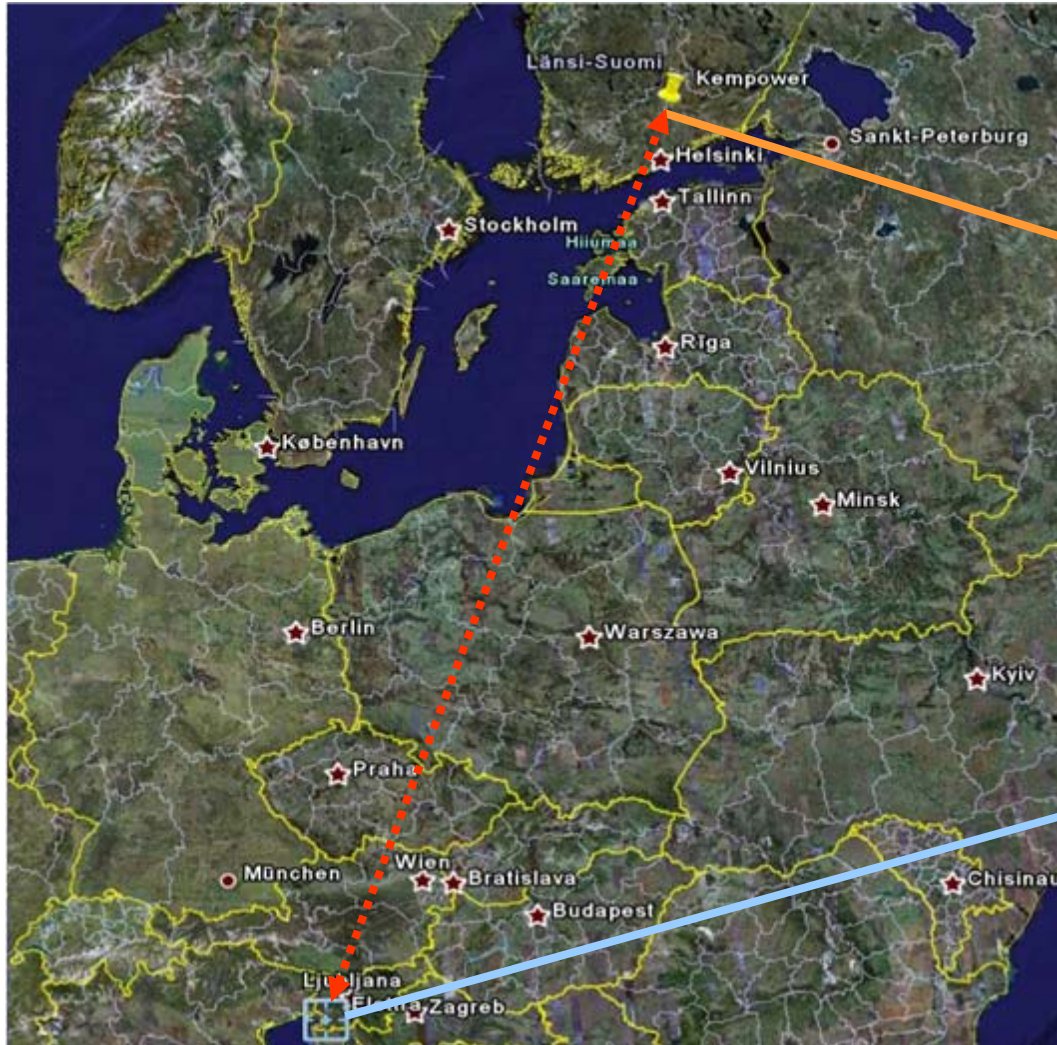 Länsi-Suomi
Kempower
Sankt-Peterburg
Helsinki
Tallinn
Stockholm
Hiiumaa
Saaremaa
Rīga
København
Vilnius
Minsk
Berlin
Warszawa
Kyiv
Praha
München
Wien
Bratislava
Chisinau
Budapest
Ljubljana
Elektra
Zagreb